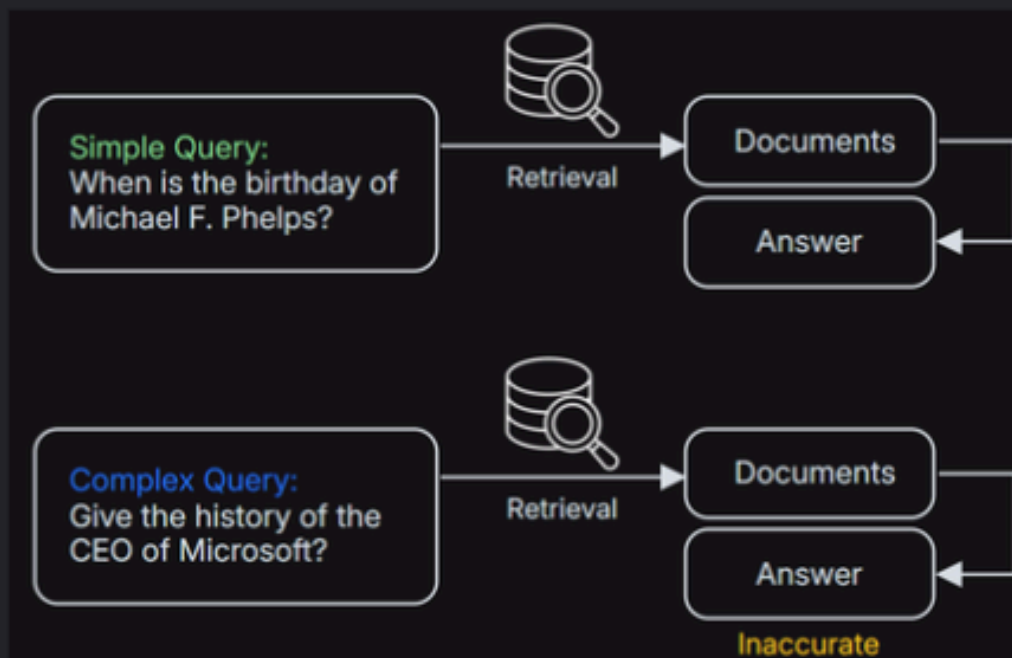 Simple Query:
When is the birthday of
Michael F. Phelps?
Retrieval
Documents
Answer
Complex Query:
Give the history of the
CEO of Microsoft?
Retrieval
Documents
Answer
Inaccurate